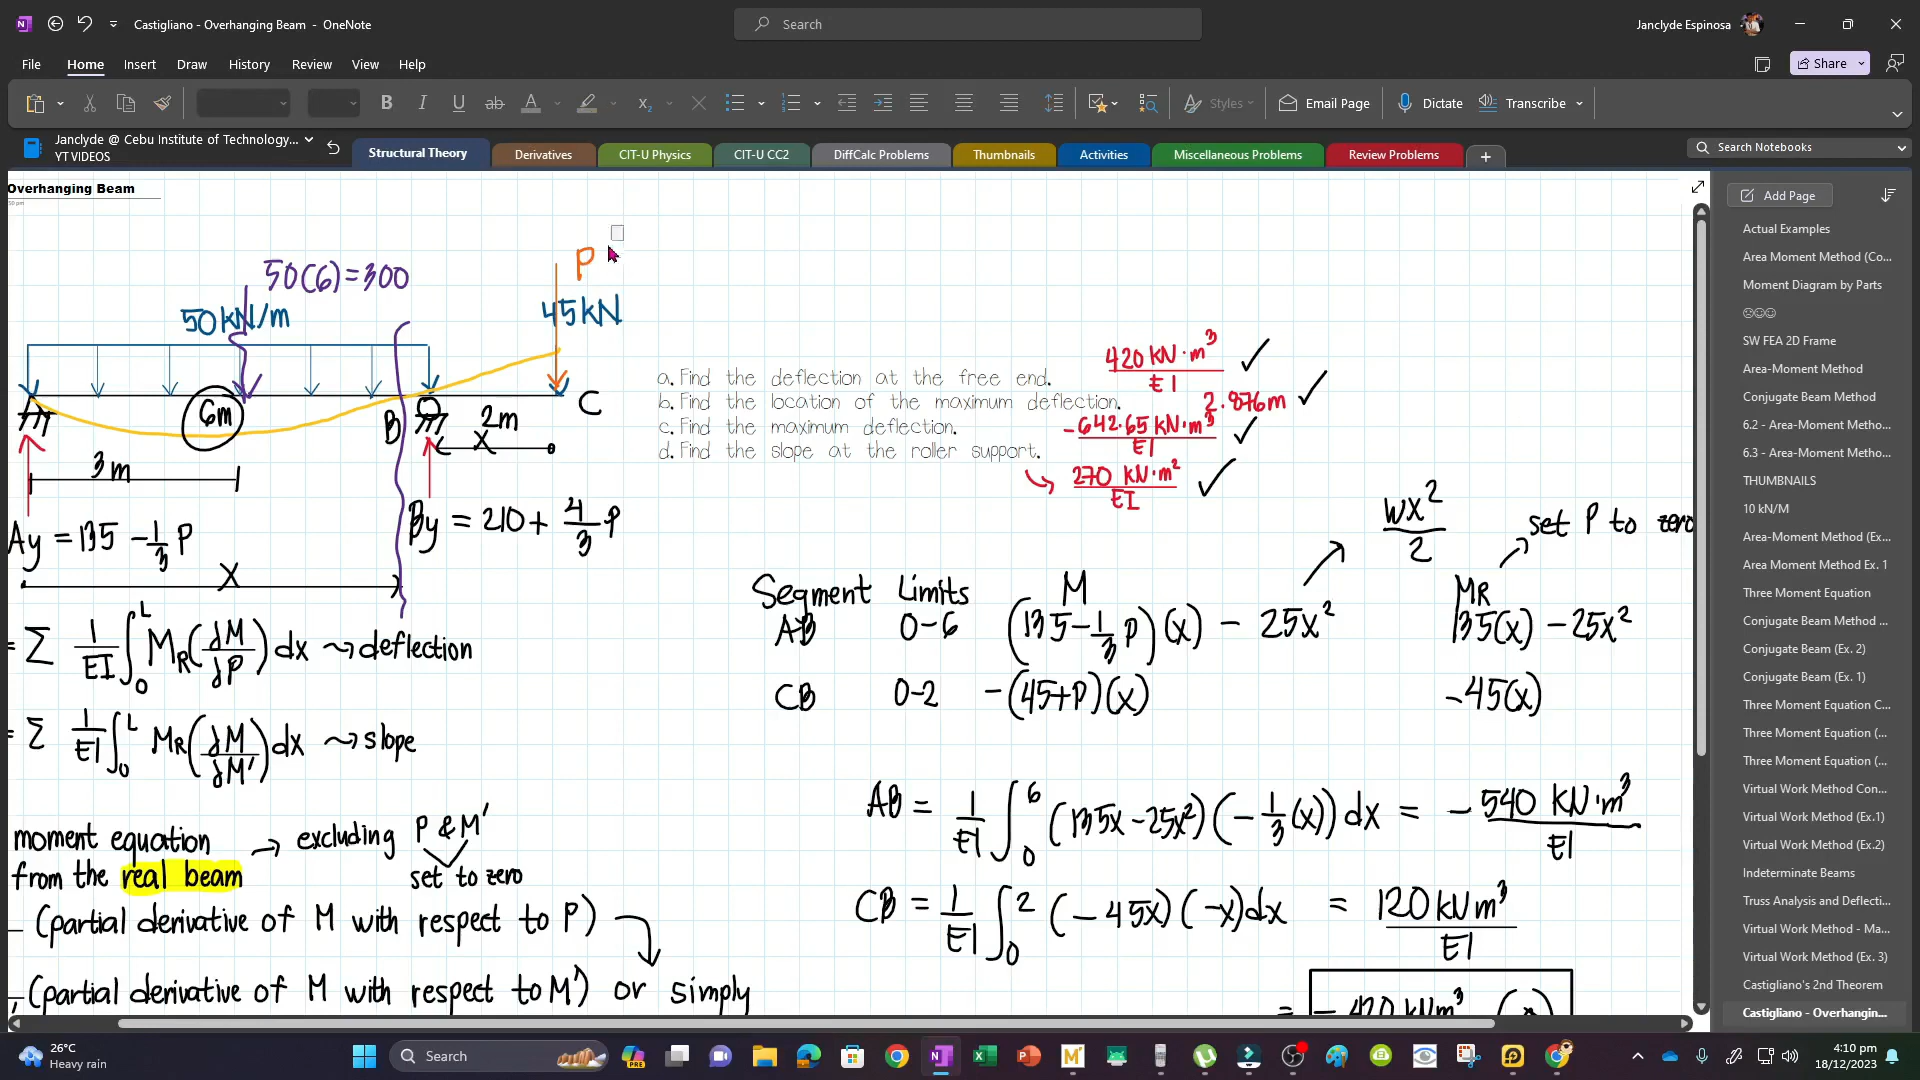 Castigliano - Overhanging Beam - OneNote
Search
Janclyde Espinosa
File Home Insert Draw History Review View Help
Share
B I U ab A x₂ Styles Email Page Dictate Transcribe
Janclyde @ Cebu Institute of Technology...
YT VIDEOS
Structural Theory Derivatives CIT-U Physics CIT-U CC2 DiffCalc Problems Thumbnails Activities Miscellaneous Problems Review Problems +
Search Notebooks
Overhanging Beam
50 pm
P
50(6)=300
50kN/m
45kN
6m
B
2m
C
X
3m
Ay = 135 - 1/3 P
By = 210 + 4/3 P
X
a. Find the deflection at the free end.
420 KN·m³/EI ✓
b. Find the location of the maximum deflection.
2.876m ✓
c. Find the maximum deflection.
-642.65 KN·m³/EI ✓
d. Find the slope at the roller support.
270 KN·m²/EI ✓
wx²/2
set P to zero
Segment Limits M MR
AB 0-6 (135 - 1/3 P)(x) - 25x² 135(x) - 25x²
CB 0-2 -(45+P)(x) -45(x)
= Σ 1/EI ∫₀ᴸ MR(∂M/∂P) dx → deflection
= Σ 1/EI ∫₀ᴸ MR(∂M/∂M') dx → slope
moment equation → excluding P & M'
from the real beam set to zero
- (partial derivative of M with respect to P)
- (partial derivative of M with respect to M') or simply
AB = 1/EI ∫₀⁶ (135x - 25x²)(-1/3(x)) dx = - 540 KN·m³/EI
CB = 1/EI ∫₀² (-45x)(-x)dx = 120 kNm³/EI
= - 420 kNm³
Add Page
Actual Examples
Area Moment Method (Co...
Moment Diagram by Parts
☹☺☺
SW FEA 2D Frame
Area-Moment Method
Conjugate Beam Method
6.2 - Area-Moment Metho...
6.3 - Area-Moment Metho...
THUMBNAILS
10 kN/M
Area-Moment Method (Ex...
Area Moment Method Ex. 1
Three Moment Equation
Conjugate Beam Method ...
Conjugate Beam (Ex. 2)
Conjugate Beam (Ex. 1)
Three Moment Equation C...
Three Moment Equation (...
Three Moment Equation (...
Virtual Work Method Con...
Virtual Work Method (Ex.1)
Virtual Work Method (Ex.2)
Indeterminate Beams
Truss Analysis and Deflecti...
Virtual Work Method - Ma...
Virtual Work Method (Ex. 3)
Castigliano's 2nd Theorem
Castigliano - Overhangin...
26°C
Heavy rain
Search
PRE
4:10 pm
18/12/2023